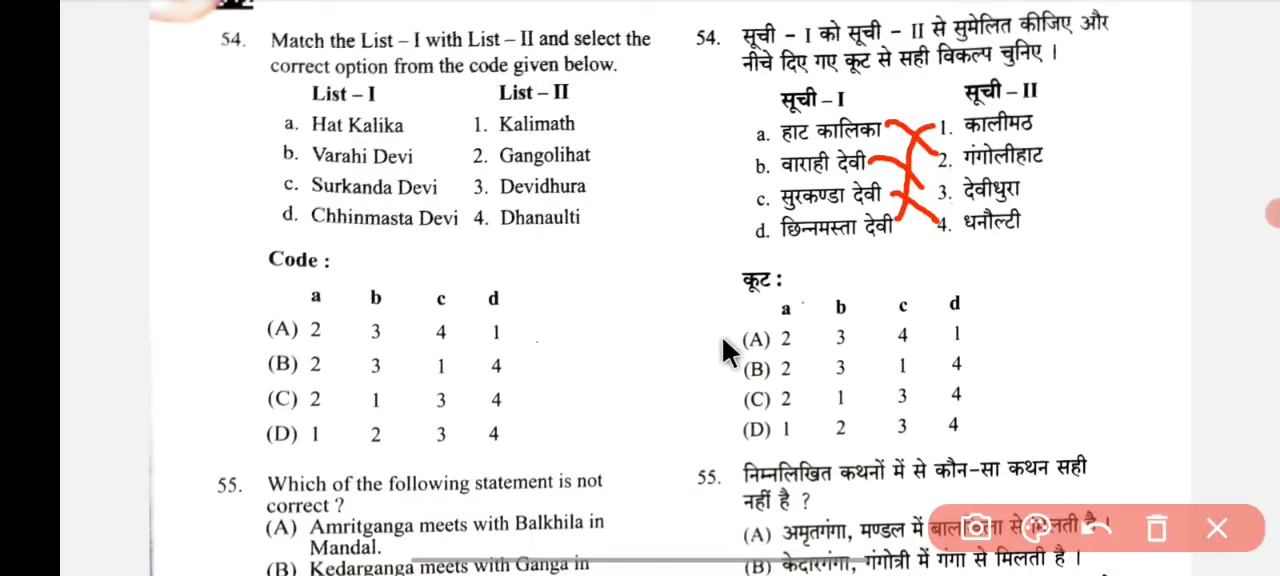 54. Match the List – I with List – II and select the
correct option from the code given below.
List – I List – II
a. Hat Kalika 1. Kalimath
b. Varahi Devi 2. Gangolihat
c. Surkanda Devi 3. Devidhura
d. Chhinmasta Devi 4. Dhanaulti
Code :
a b c d
(A) 2 3 4 1
(B) 2 3 1 4
(C) 2 1 3 4
(D) 1 2 3 4
55. Which of the following statement is not
correct ?
(A) Amritganga meets with Balkhila in
Mandal.
(B) Kedarganga meets with Ganga in
54. सूची – I को सूची – II से सुमेलित कीजिए और
नीचे दिए गए कूट से सही विकल्प चुनिए ।
सूची – I सूची – II
a. हाट कालिका 1. कालीमठ
b. वाराही देवी 2. गंगोलीहाट
c. सुरकण्डा देवी 3. देवीधुरा
d. छिन्नमस्ता देवी 4. धनौल्टी
कूट :
a b c d
(A) 2 3 4 1
(B) 2 3 1 4
(C) 2 1 3 4
(D) 1 2 3 4
55. निम्नलिखित कथनों में से कौन-सा कथन सही
नहीं है ?
(A) अमृतगंगा, मण्डल में बालखिला से मिलती है ।
(B) केदारगंगा, गंगोत्री में गंगा से मिलती है ।